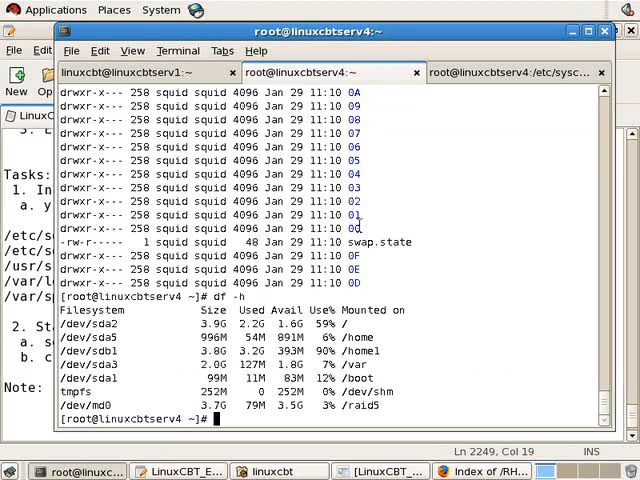 Applications Places System
root@linuxcbtserv4:~
File Edit View Terminal Tabs Help
File Edit
linuxcbt@linuxcbtserv1:~ root@linuxcbtserv4:~ root@linuxcbtserv4:/etc/sysc...
New Op
drwxr-x--- 258 squid squid 4096 Jan 29 11:10 0A
drwxr-x--- 258 squid squid 4096 Jan 29 11:10 09
drwxr-x--- 258 squid squid 4096 Jan 29 11:10 08
drwxr-x--- 258 squid squid 4096 Jan 29 11:10 07
drwxr-x--- 258 squid squid 4096 Jan 29 11:10 06
drwxr-x--- 258 squid squid 4096 Jan 29 11:10 05
drwxr-x--- 258 squid squid 4096 Jan 29 11:10 04
drwxr-x--- 258 squid squid 4096 Jan 29 11:10 03
drwxr-x--- 258 squid squid 4096 Jan 29 11:10 02
drwxr-x--- 258 squid squid 4096 Jan 29 11:10 01
drwxr-x--- 258 squid squid 4096 Jan 29 11:10 00
-rw-r----- 1 squid squid 48 Jan 29 11:10 swap.state
drwxr-x--- 258 squid squid 4096 Jan 29 11:10 0F
drwxr-x--- 258 squid squid 4096 Jan 29 11:10 0E
drwxr-x--- 258 squid squid 4096 Jan 29 11:10 0D
[root@linuxcbtserv4 ~]# df -h
Filesystem Size Used Avail Use% Mounted on
/dev/sda2 3.9G 2.2G 1.6G 59% /
/dev/sda5 996M 54M 891M 6% /home
/dev/sdb1 3.8G 3.2G 393M 90% /home1
/dev/sda3 2.0G 127M 1.8G 7% /var
/dev/sda1 99M 11M 83M 12% /boot
tmpfs 252M 0 252M 0% /dev/shm
/dev/md0 3.7G 79M 3.5G 3% /raid5
[root@linuxcbtserv4 ~]#
LinuxC
Tasks:
1. In
a. y
/etc/s
/etc/s
/usr/s
/var/l
/var/s
2. St
a. s
b. c
Note:
Ln 2249, Col 19 INS
root@linuxc... LinuxCBT_E... linuxcbt [LinuxCBT_... Index of /RH...